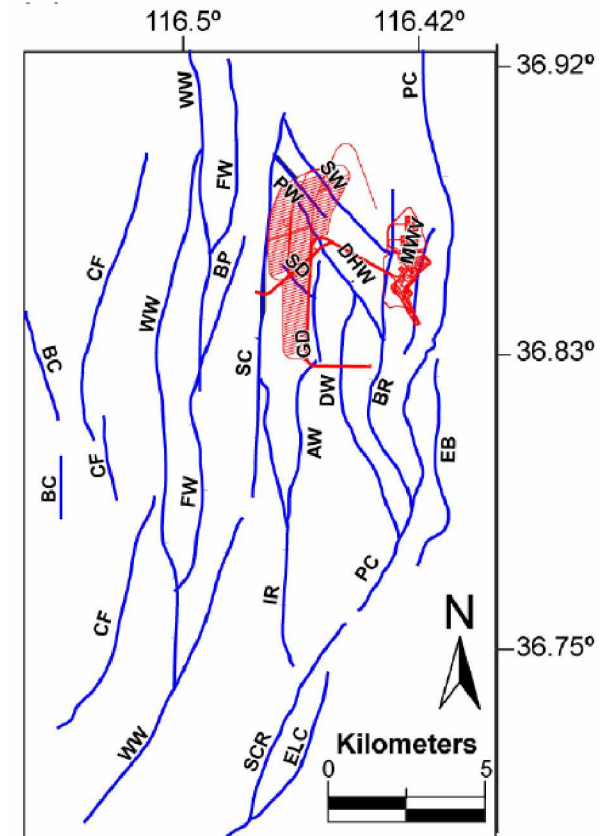 116.5º 116.42º
36.92º
WW
PC
FW
SW
PW
MWV
CF
BP
SD
DHW
WW
36.83º
BC
SC
GD
DW
BR
AW
EB
CF
BC
FW
PC
IR
CF
N
36.75º
WW
SCR
ELC
Kilometers
0 5